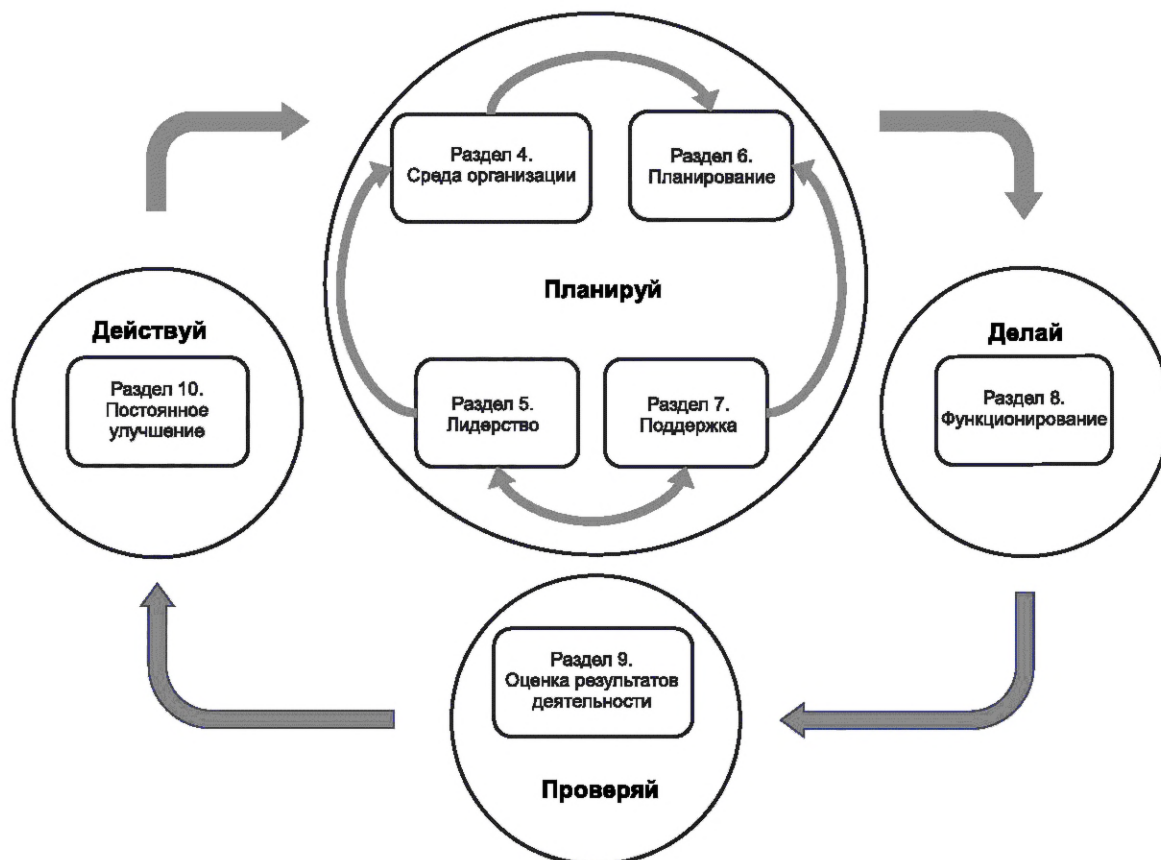 Раздел 4.
Среда организации
Раздел 6.
Планирование
Планируй
Раздел 5.
Лидерство
Раздел 7.
Поддержка
Действуй
Раздел 10.
Постоянное
улучшение
Делай
Раздел 8.
Функционирование
Раздел 9.
Оценка результатов
деятельности
Проверяй